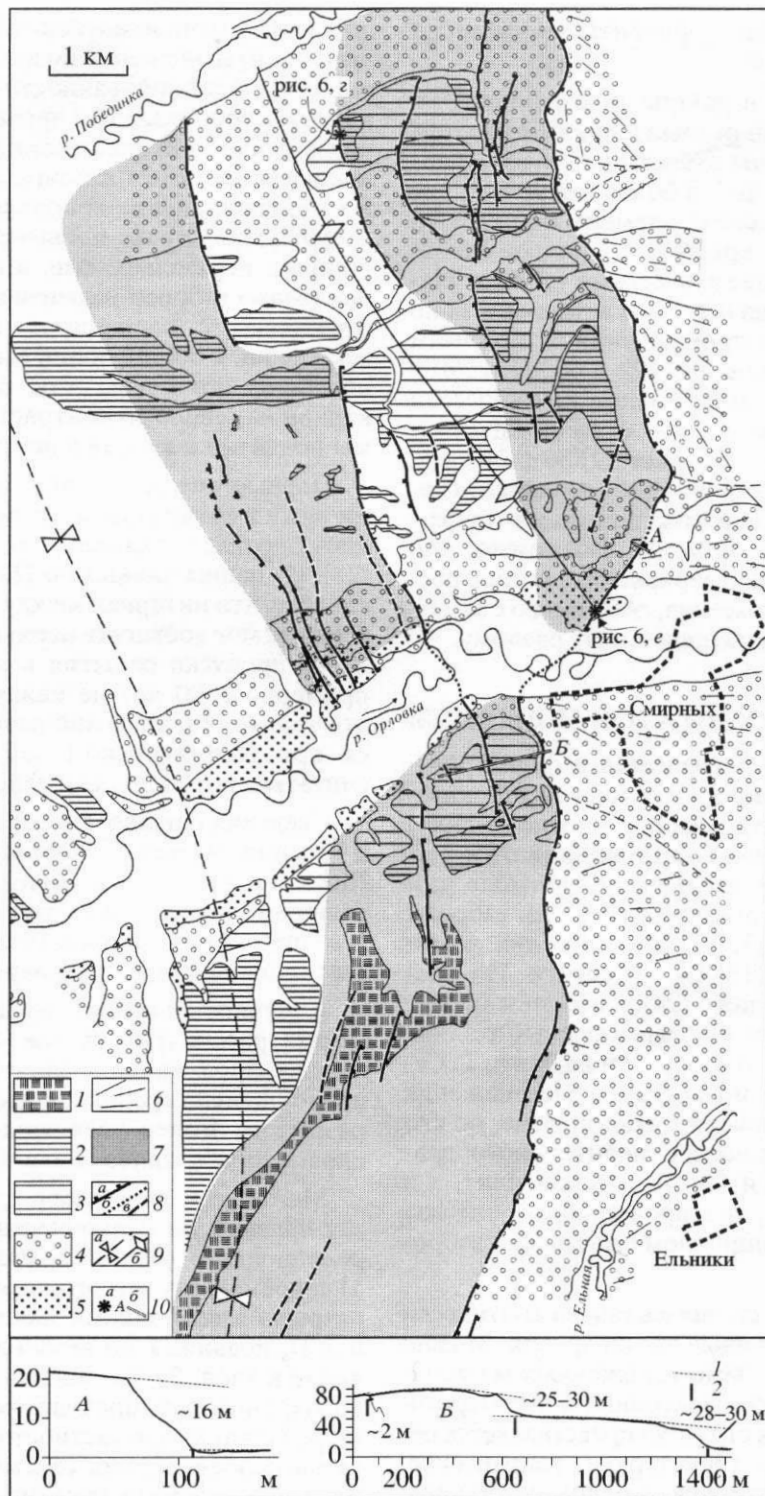 1 км
р. Побединка
рис. 6, г
А
рис. 6, в
Смирных
р. Орловка
Б
1 6
2 7
3 а б 8
4 а б 9
5 а А б 10
р. Ельная
Ельники
20
10
0
А
~16 м
0 100 м
80
40
0
~2 м
Б
25–30 м
1
2
~28–30 м
0 200 600 1000 1400 м